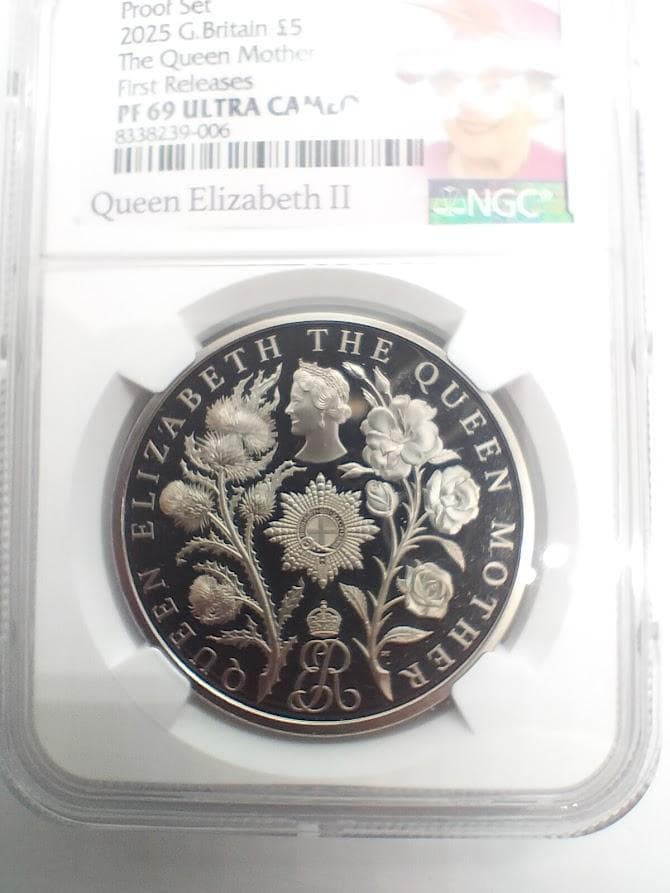 Proof Set
2025 G.Britain £5
The Queen Mother
First Releases
PF 69 ULTRA CAMEO
8338239-006
Queen Elizabeth II
NGC
QUEEN ELIZABETH THE QUEEN MOTHER
ER